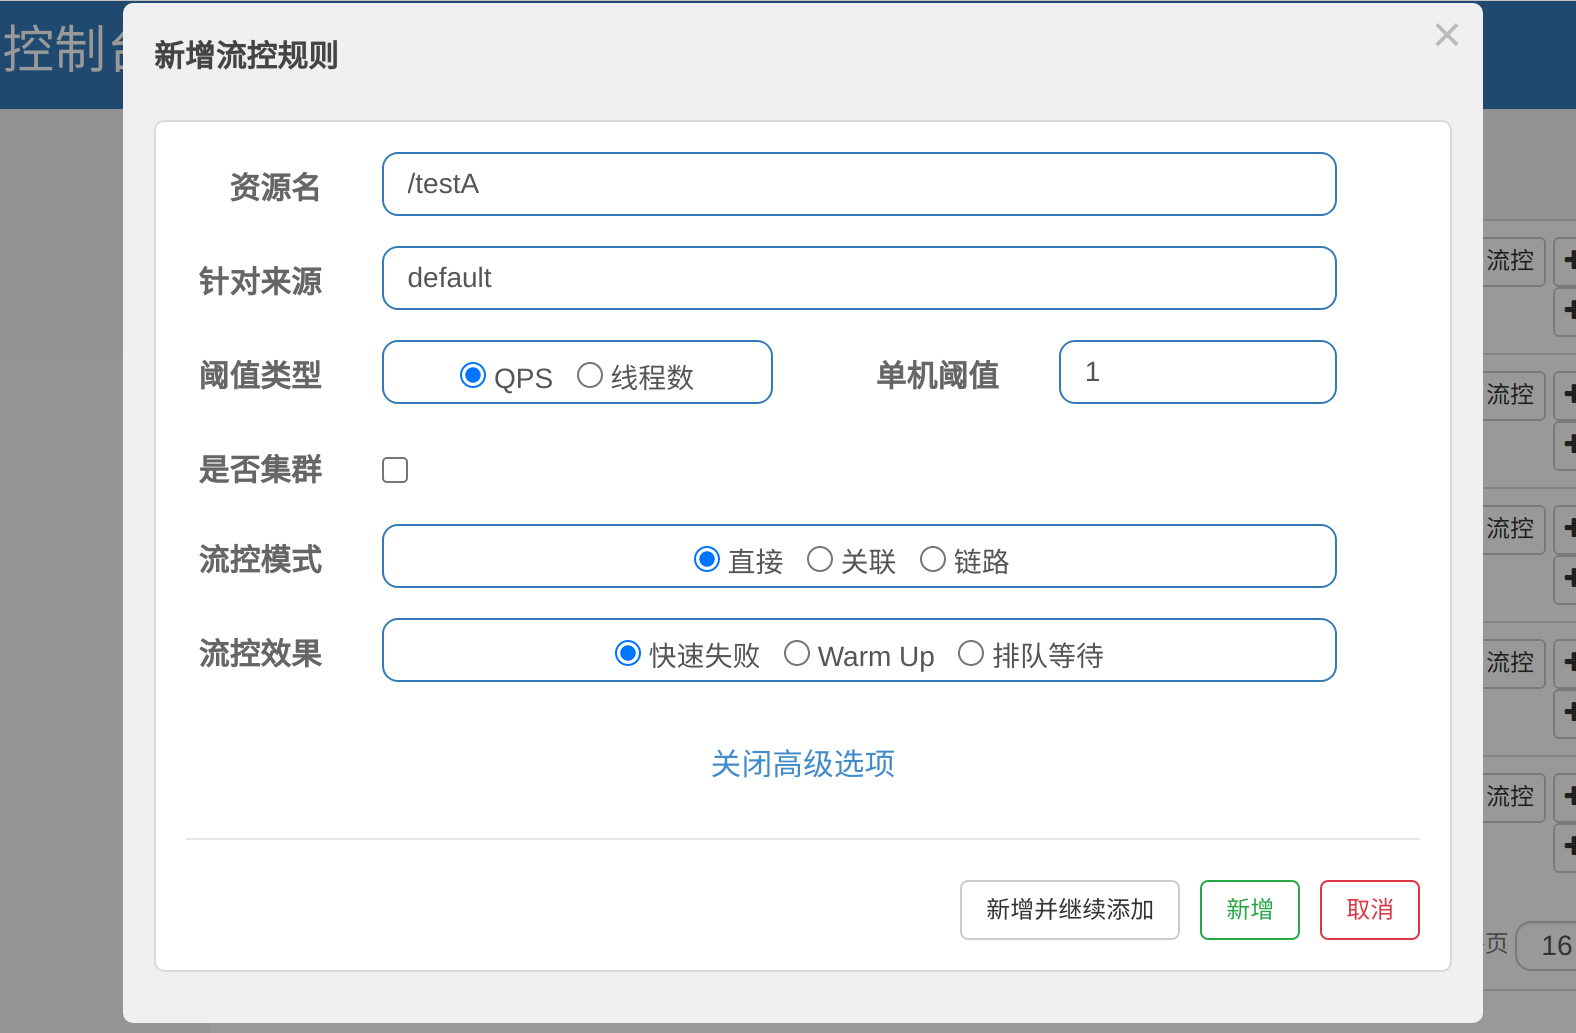 控制台
新增流控规则
×
资源名 /testA
针对来源 default
阈值类型 QPS 线程数 单机阈值 1
是否集群
流控模式 直接 关联 链路
流控效果 快速失败 Warm Up 排队等待
关闭高级选项
新增并继续添加 新增 取消
流控
流控
流控
流控
流控
页 16